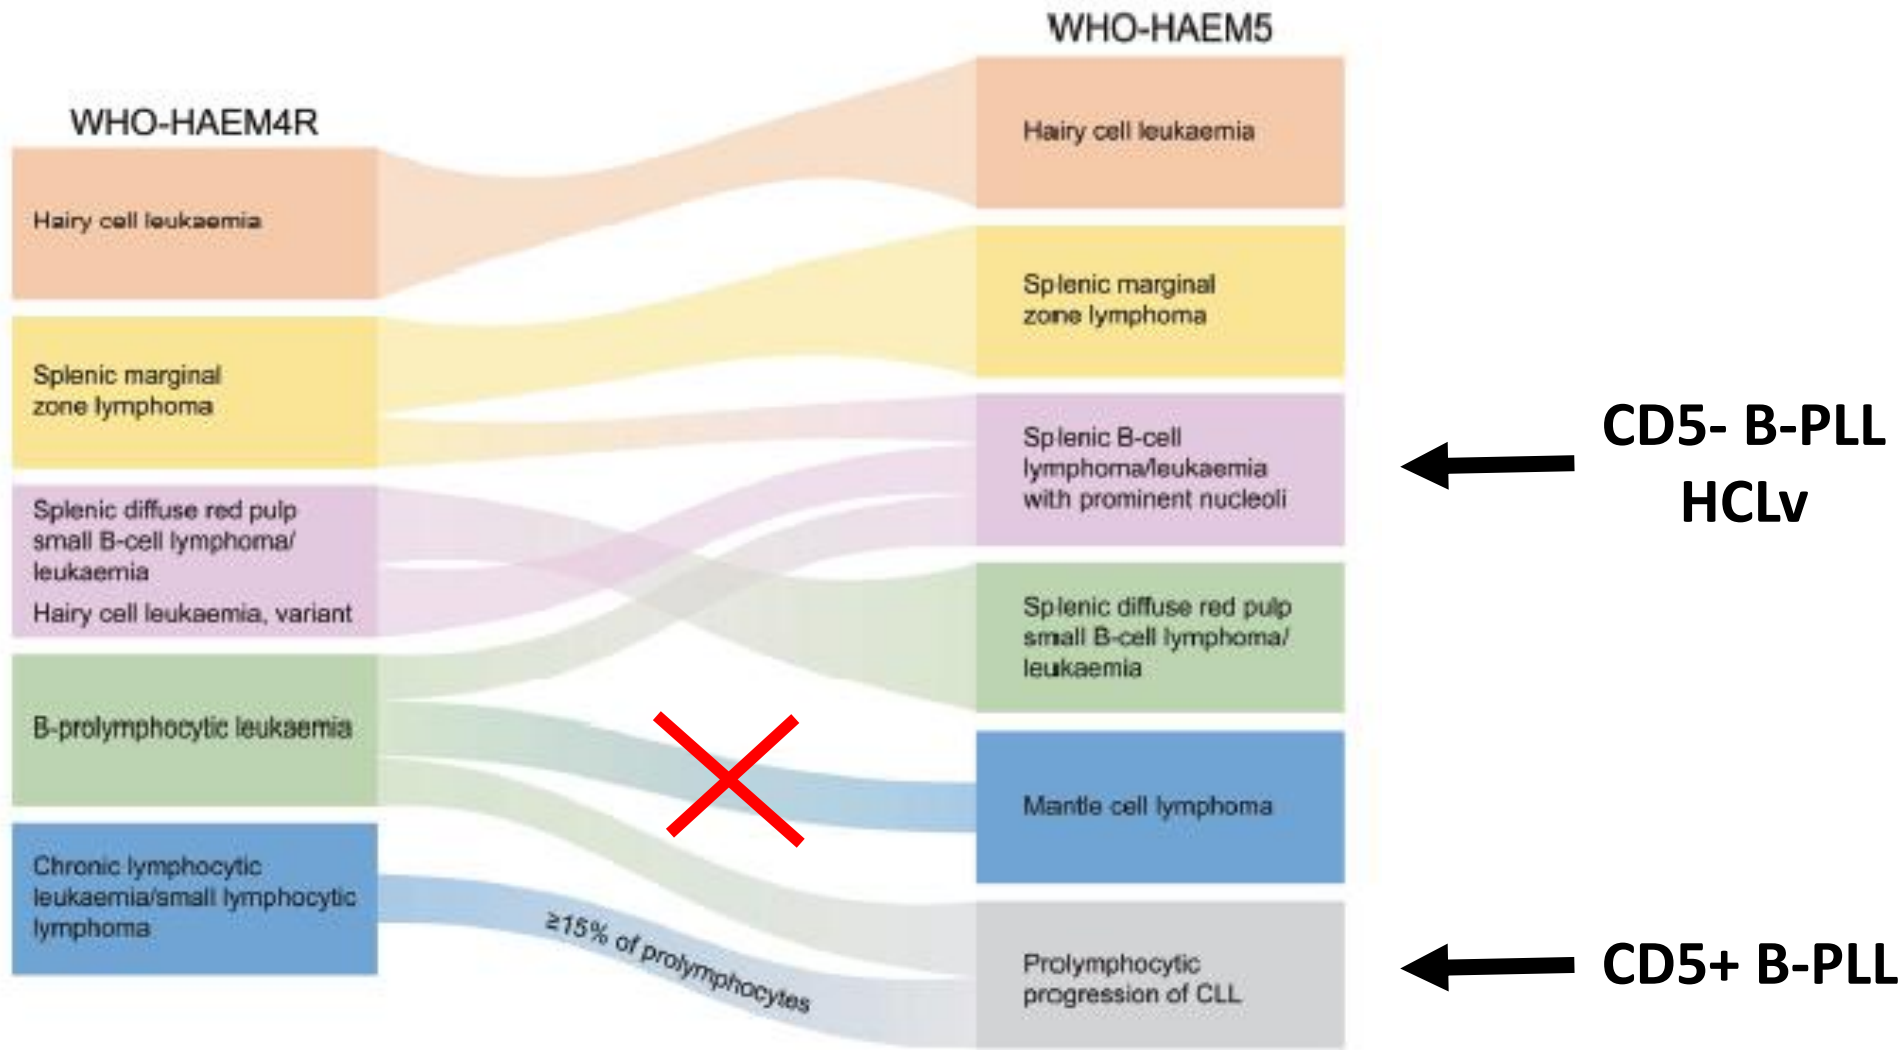 WHO-HAEM4R
Hairy cell leukaemia
Splenic marginal
zone lymphoma
Splenic diffuse red pulp
small B-cell lymphoma/
leukaemia
Hairy cell leukaemia, variant
B-prolymphocytic leukaemia
Chronic lymphocytic
leukaemia/small lymphocytic
lymphoma
≥15% of prolymphocytes
WHO-HAEM5
Hairy cell leukaemia
Splenic marginal
zone lymphoma
Splenic B-cell
lymphoma/leukaemia
with prominent nucleoli
Splenic diffuse red pulp
small B-cell lymphoma/
leukaemia
Mantle cell lymphoma
Prolymphocytic
progression of CLL
CD5- B-PLL
HCLv
CD5+ B-PLL